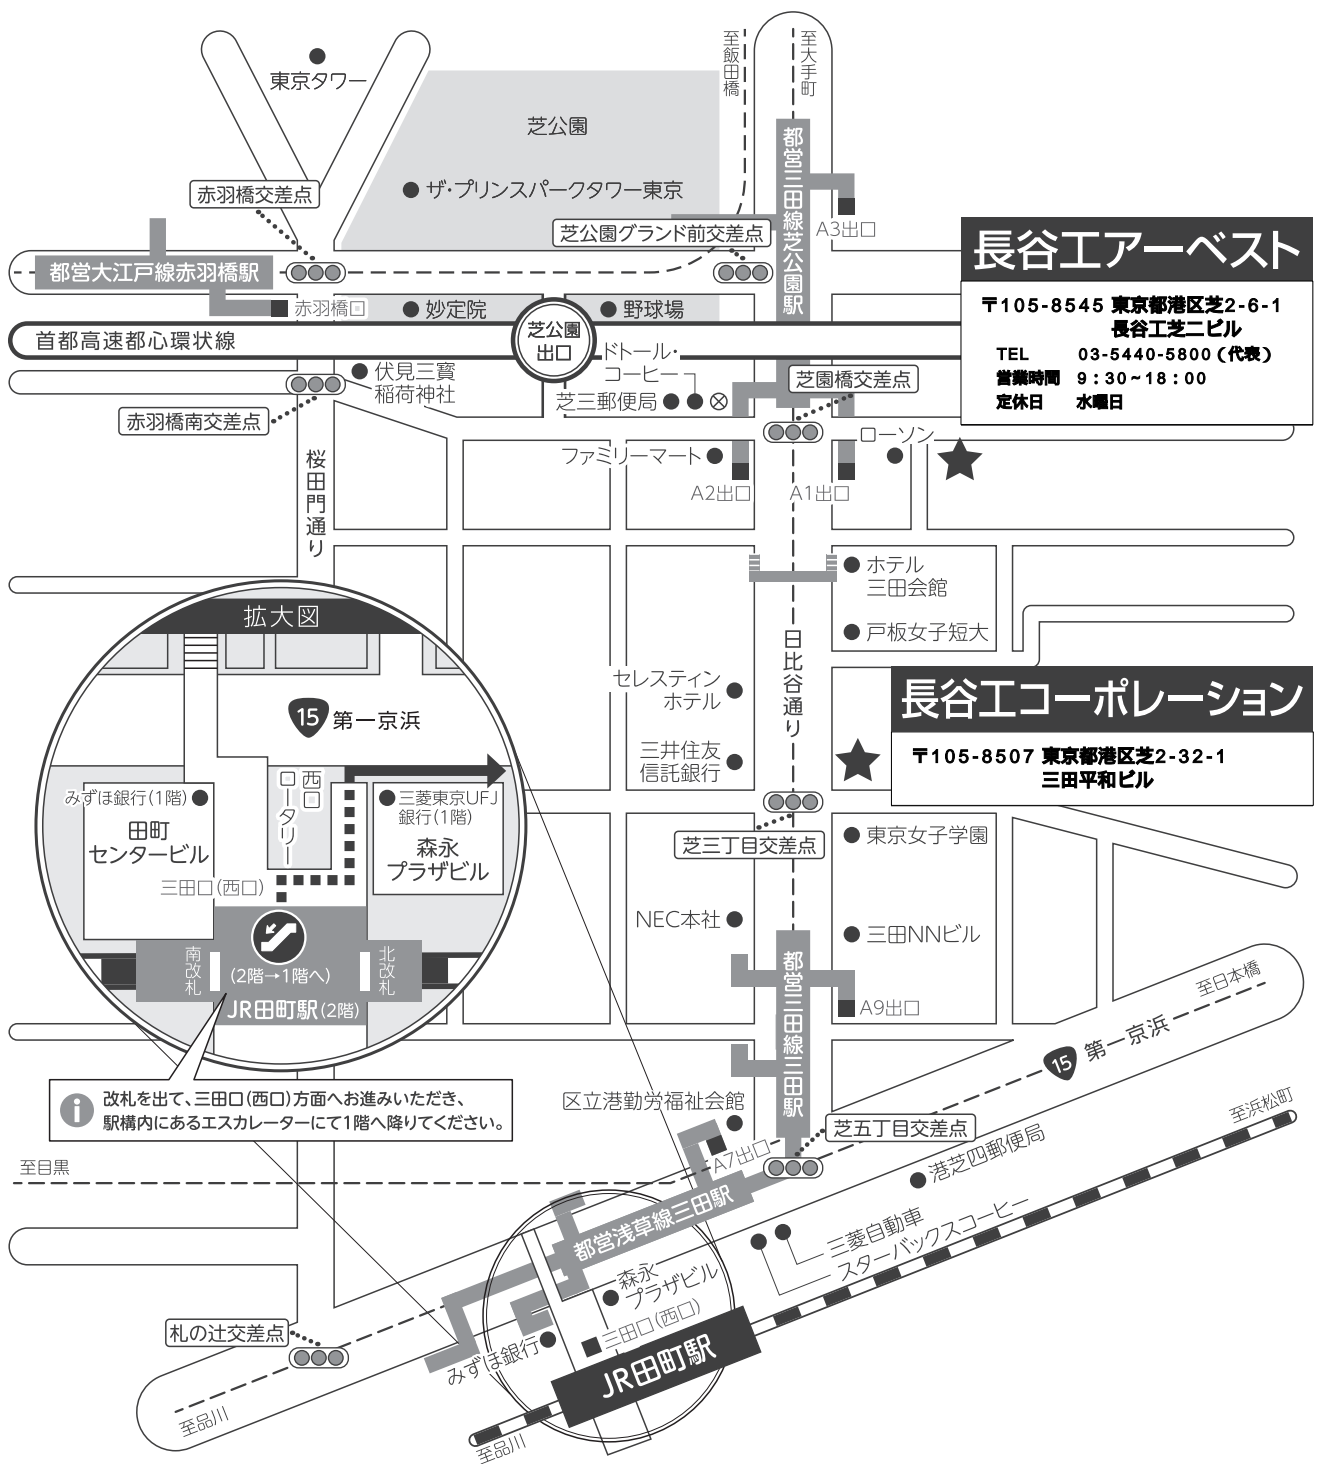 東京タワー
至飯田橋
至大手町
芝公園
ザ・プリンスパークタワー東京
赤羽橋交差点
都営三田線芝公園駅
A3出口
芝公園グランド前交差点
都営大江戸線赤羽橋駅
赤羽橋口
妙定院
野球場
首都高速都心環状線
芝公園
出口
長谷工アーベスト
〒105-8545 東京都港区芝2-6-1
長谷工芝二ビル
TEL 03-5440-5800(代表)
営業時間 9:30~18:00
定休日 水曜日
伏見三寶
稲荷神社
ドトール・
コーヒー
芝三郵便局
芝園橋交差点
赤羽橋南交差点
ファミリーマート
A2出口
A1出口
ローソン
桜田門通り
ホテル
三田会館
戸板女子短大
日比谷通り
セレスティン
ホテル
三井住友
信託銀行
長谷工コーポレーション
〒105-8507 東京都港区芝2-32-1
三田平和ビル
芝三丁目交差点
東京女子学園
NEC本社
三田NNビル
都営三田線三田駅
A9出口
至日本橋
15 第一京浜
拡大図
15 第一京浜
西口
ロータリー
みずほ銀行(1階)
田町
センタービル
三菱東京UFJ
銀行(1階)
森永
プラザビル
三田口(西口)
南改札
(2階→1階へ)
北改札
JR田町駅(2階)
i
改札を出て、三田口(西口)方面へお進みいただき、
駅構内にあるエスカレーターにて1階へ降りてください。
区立港勤労福祉会館
A7出口
芝五丁目交差点
至浜松町
至目黒
港芝四郵便局
都営浅草線三田駅
三菱自動車
スターバックスコーヒー
森永
プラザビル
三田口(西口)
みずほ銀行
JR田町駅
札の辻交差点
至品川
至品川